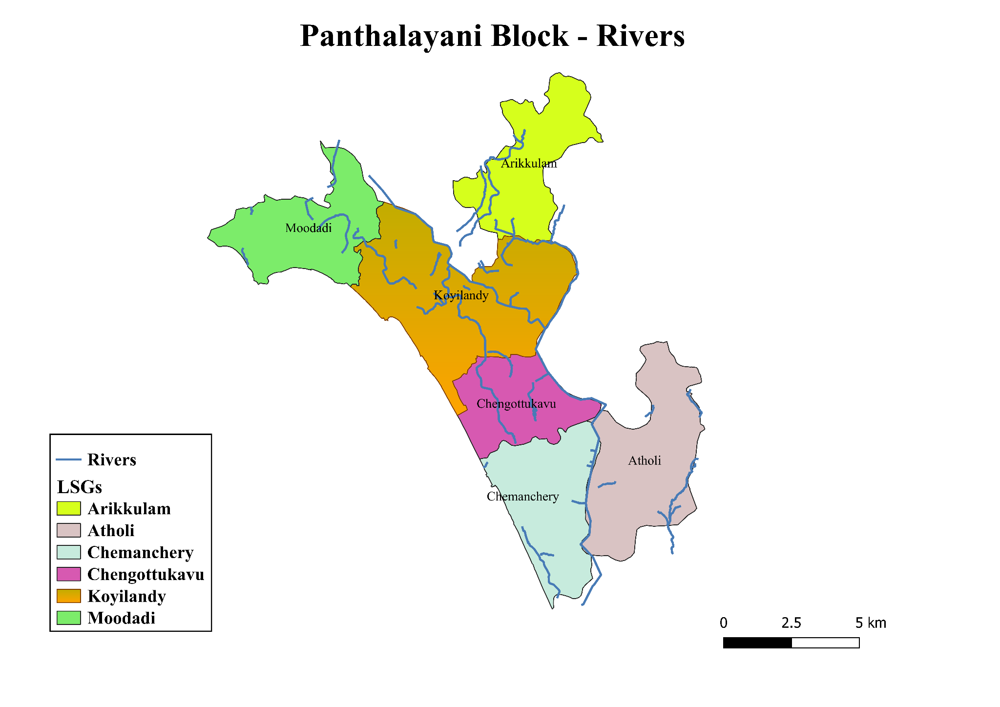 Panthalayani Block - Rivers
Arikkulam
Moodadi
Koyilandy
Chengottukavu
Atholi
Chemanchery
Rivers
LSGs
Arikkulam
Atholi
Chemanchery
Chengottukavu
Koyilandy
Moodadi
0 2.5 5 km